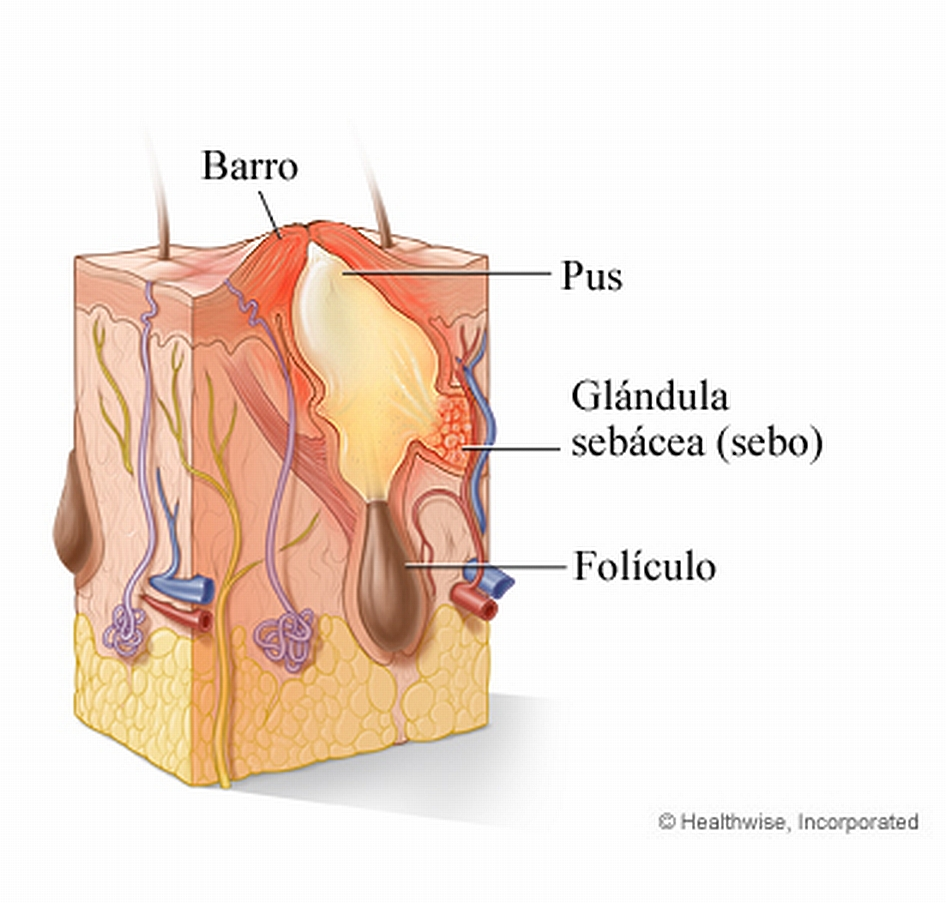 Barro
Pus
Glándula
sebácea (sebo)
Folículo
© Healthwise, Incorporated